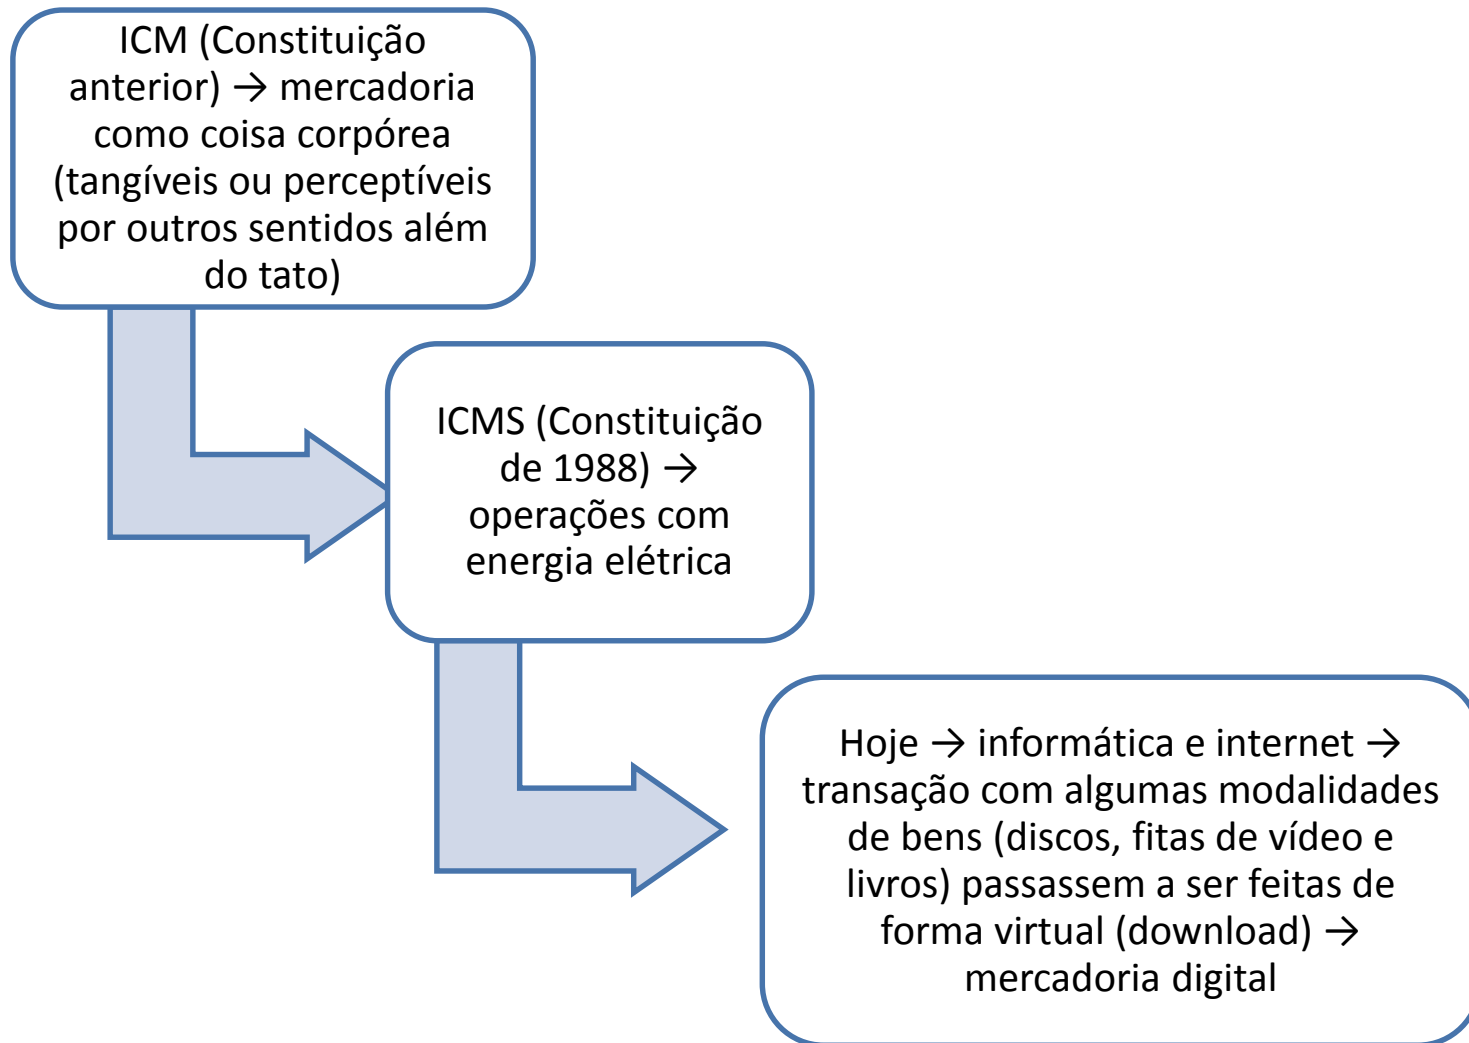 ICM (Constituição
anterior) → mercadoria
como coisa corpórea
(tangíveis ou perceptíveis
por outros sentidos além
do tato)
ICMS (Constituição
de 1988) →
operações com
energia elétrica
Hoje → informática e internet →
transação com algumas modalidades
de bens (discos, fitas de vídeo e
livros) passassem a ser feitas de
forma virtual (download) →
mercadoria digital